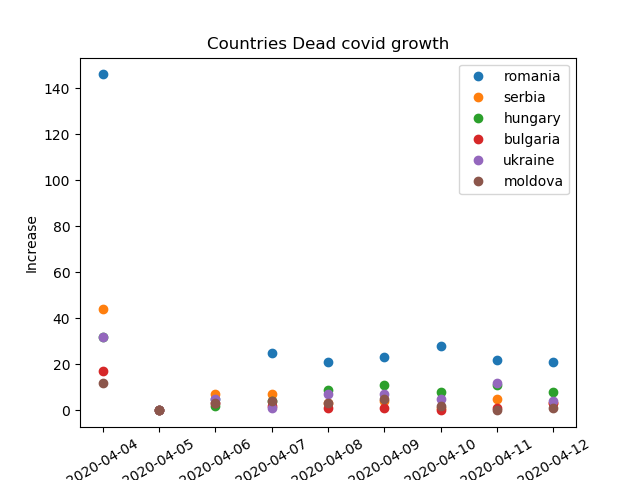 Countries Dead covid growth
romania
serbia
hungary
bulgaria
ukraine
moldova
Increase
140
120
100
80
60
40
20
0
2020-04-04
2020-04-05
2020-04-06
2020-04-07
2020-04-08
2020-04-09
2020-04-10
2020-04-11
2020-04-12